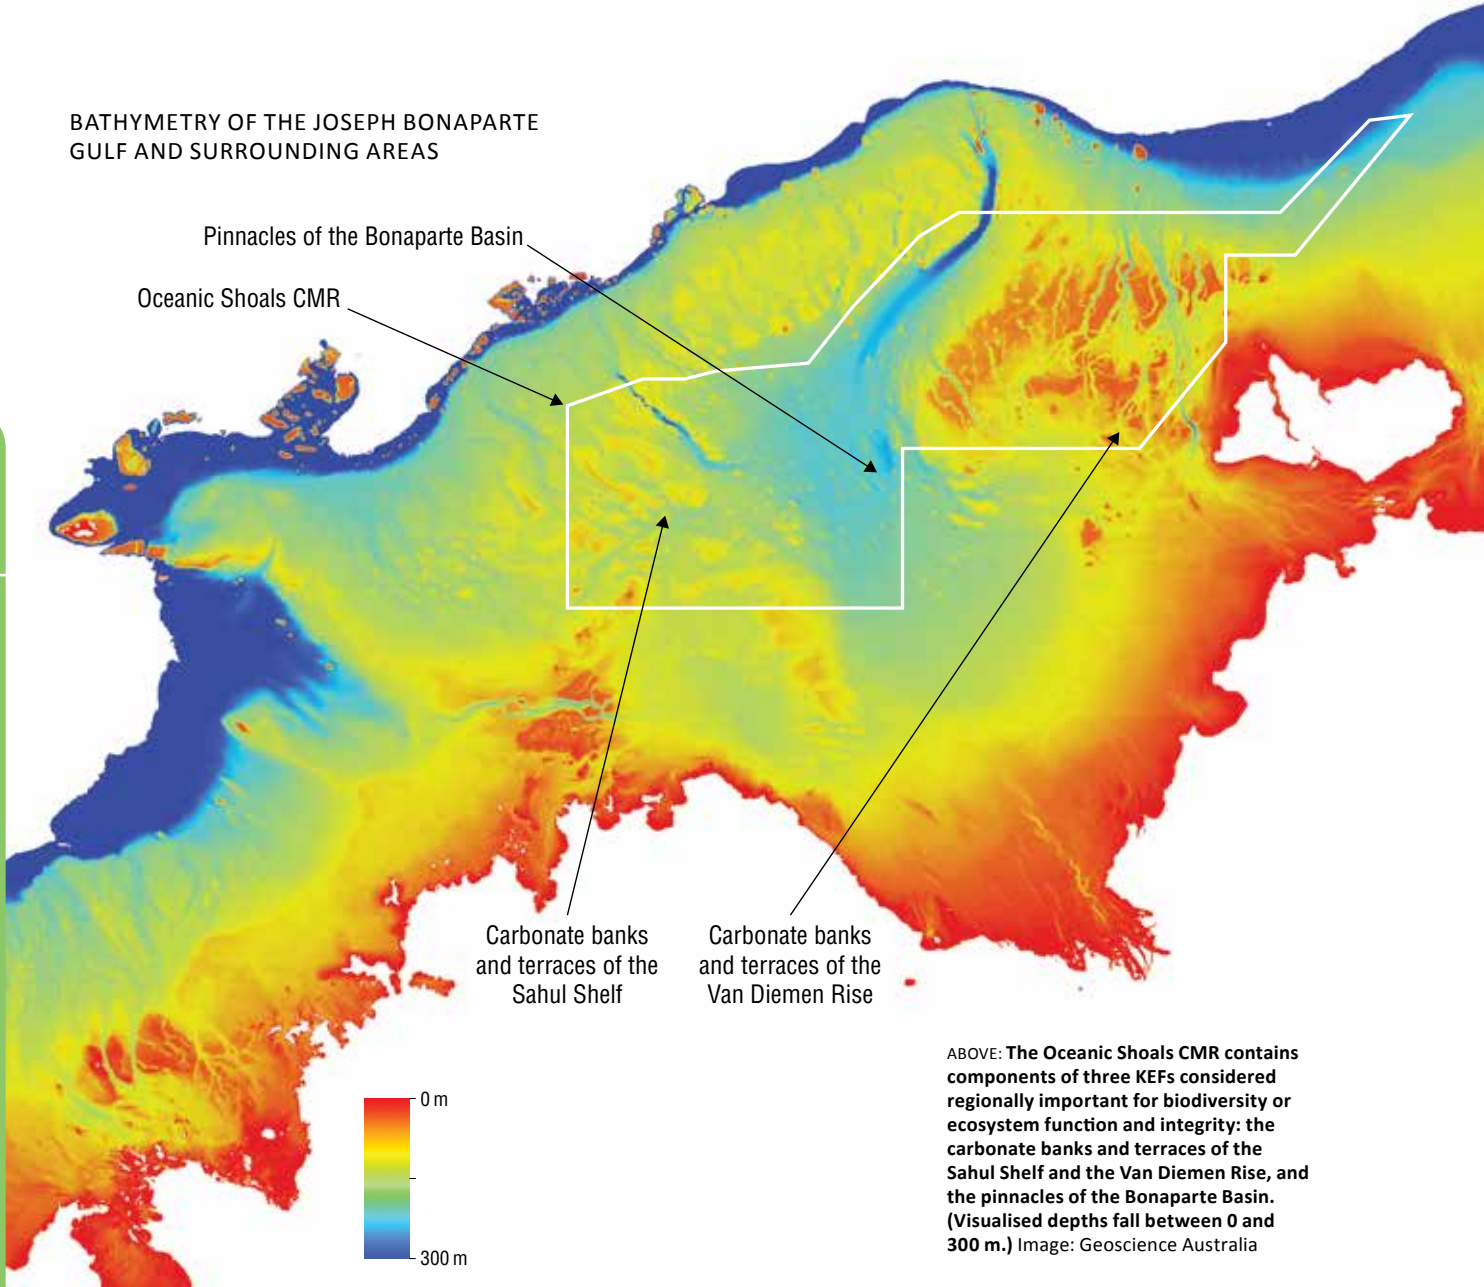 BATHYMETRY OF THE JOSEPH BONAPARTE
GULF AND SURROUNDING AREAS
Pinnacles of the Bonaparte Basin
Oceanic Shoals CMR
Carbonate banks
and terraces of the
Sahul Shelf
Carbonate banks
and terraces of the
Van Diemen Rise
0 m
300 m
ABOVE: The Oceanic Shoals CMR contains
components of three KEFs considered
regionally important for biodiversity or
ecosystem function and integrity: the
carbonate banks and terraces of the
Sahul Shelf and the Van Diemen Rise, and
the pinnacles of the Bonaparte Basin.
(Visualised depths fall between 0 and
300 m.) Image: Geoscience Australia